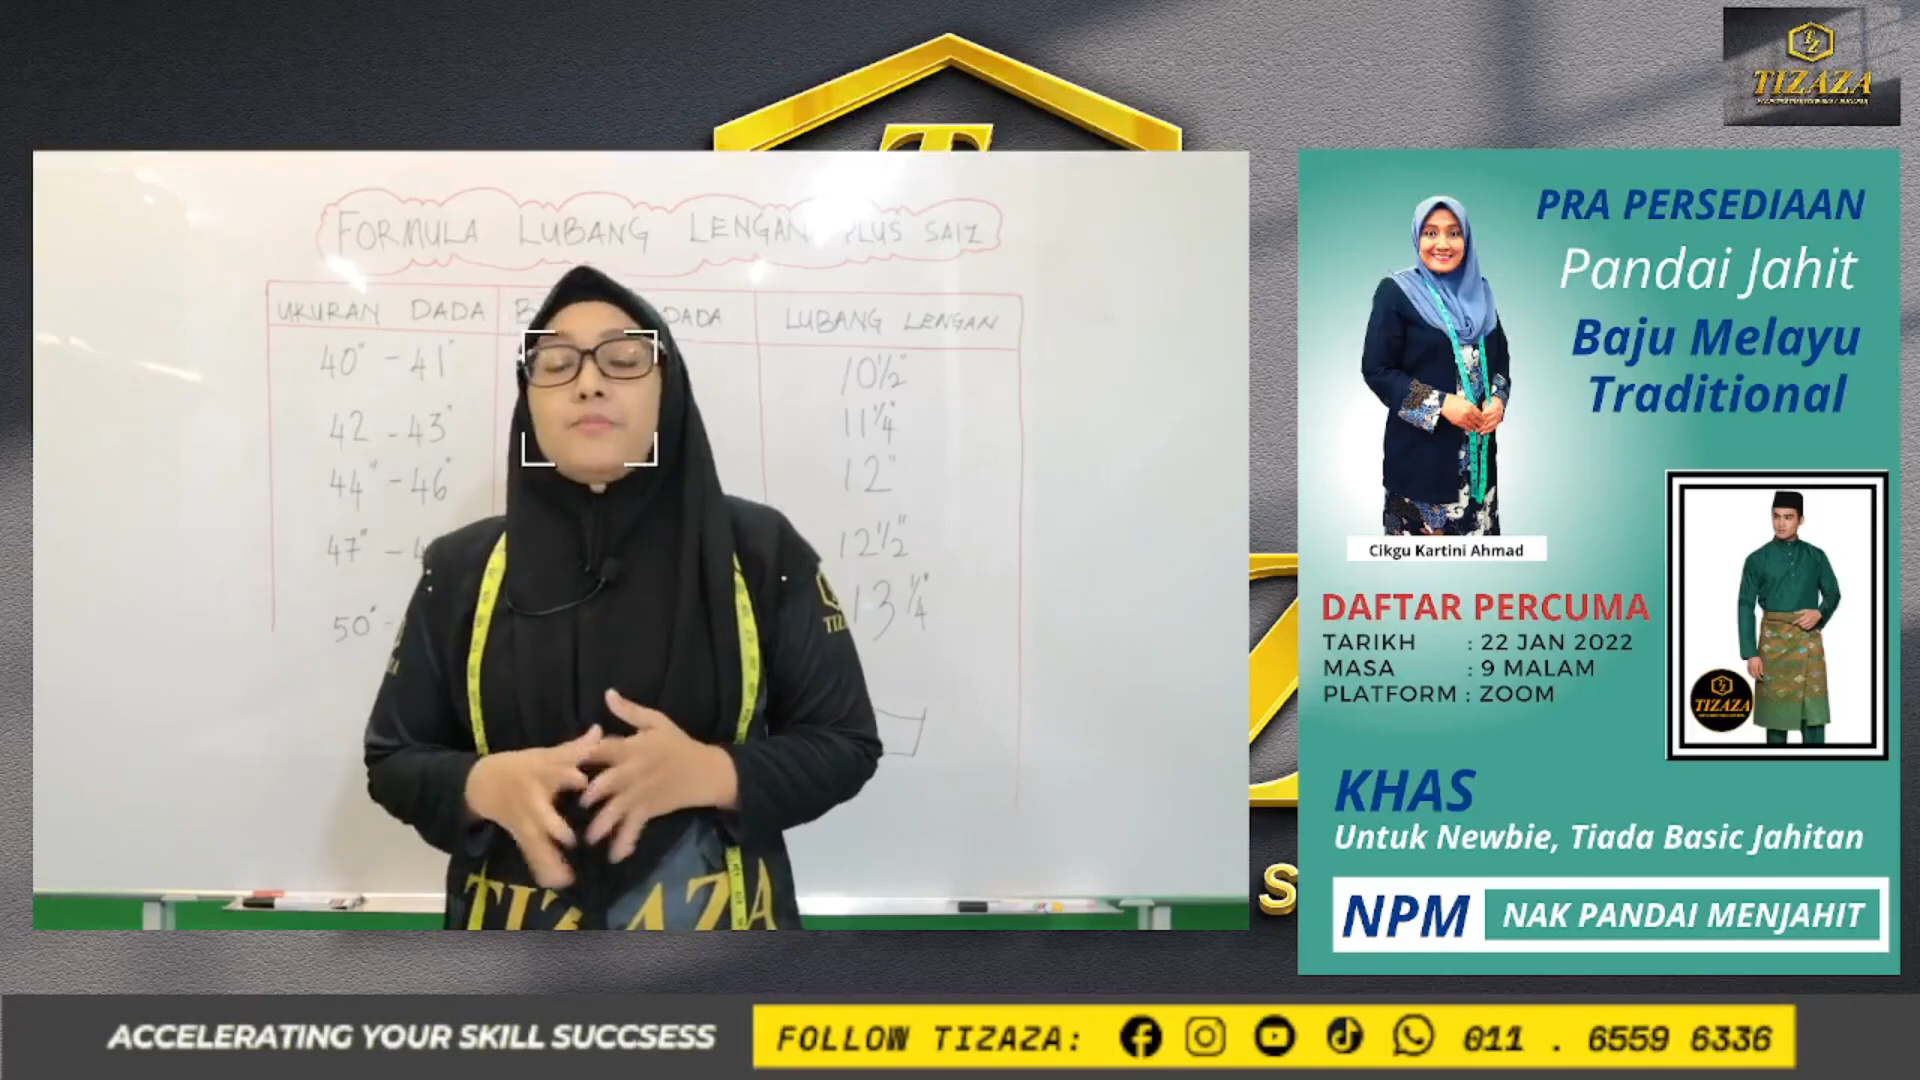 TIZAZA
FORMULA LUBANG LENGAN PLUS SAIZ
UKURAN DADA
DADA
LUBANG LENGAN
40" - 41"
10½"
42 - 43"
11¼"
44" - 46"
12"
47" -
12½"
50" -
13¼"
TIZAZA
PRA PERSEDIAAN
Pandai Jahit
Baju Melayu
Traditional
Cikgu Kartini Ahmad
DAFTAR PERCUMA
TARIKH : 22 JAN 2022
MASA : 9 MALAM
PLATFORM : ZOOM
TIZAZA
KHAS
Untuk Newbie, Tiada Basic Jahitan
NPM NAK PANDAI MENJAHIT
ACCELERATING YOUR SKILL SUCCSESS
FOLLOW TIZAZA: 011 . 6559 6336